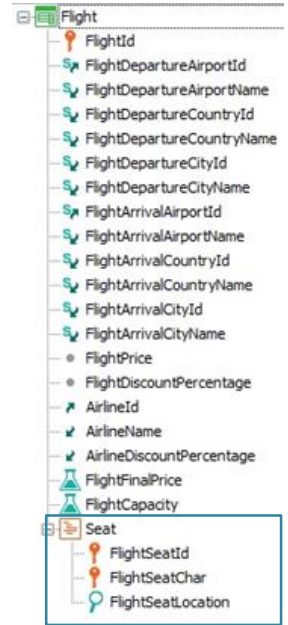 Flight
FlightId
FlightDepartureAirportId
FlightDepartureAirportName
FlightDepartureCountryId
FlightDepartureCountryName
FlightDepartureCityId
FlightDepartureCityName
FlightArrivalAirportId
FlightArrivalAirportName
FlightArrivalCountryId
FlightArrivalCountryName
FlightArrivalCityId
FlightArrivalCityName
FlightPrice
FlightDiscountPercentage
AirlineId
AirlineName
AirlineDiscountPercentage
FlightFinalPrice
FlightCapacity
Seat
FlightSeatId
FlightSeatChar
FlightSeatLocation